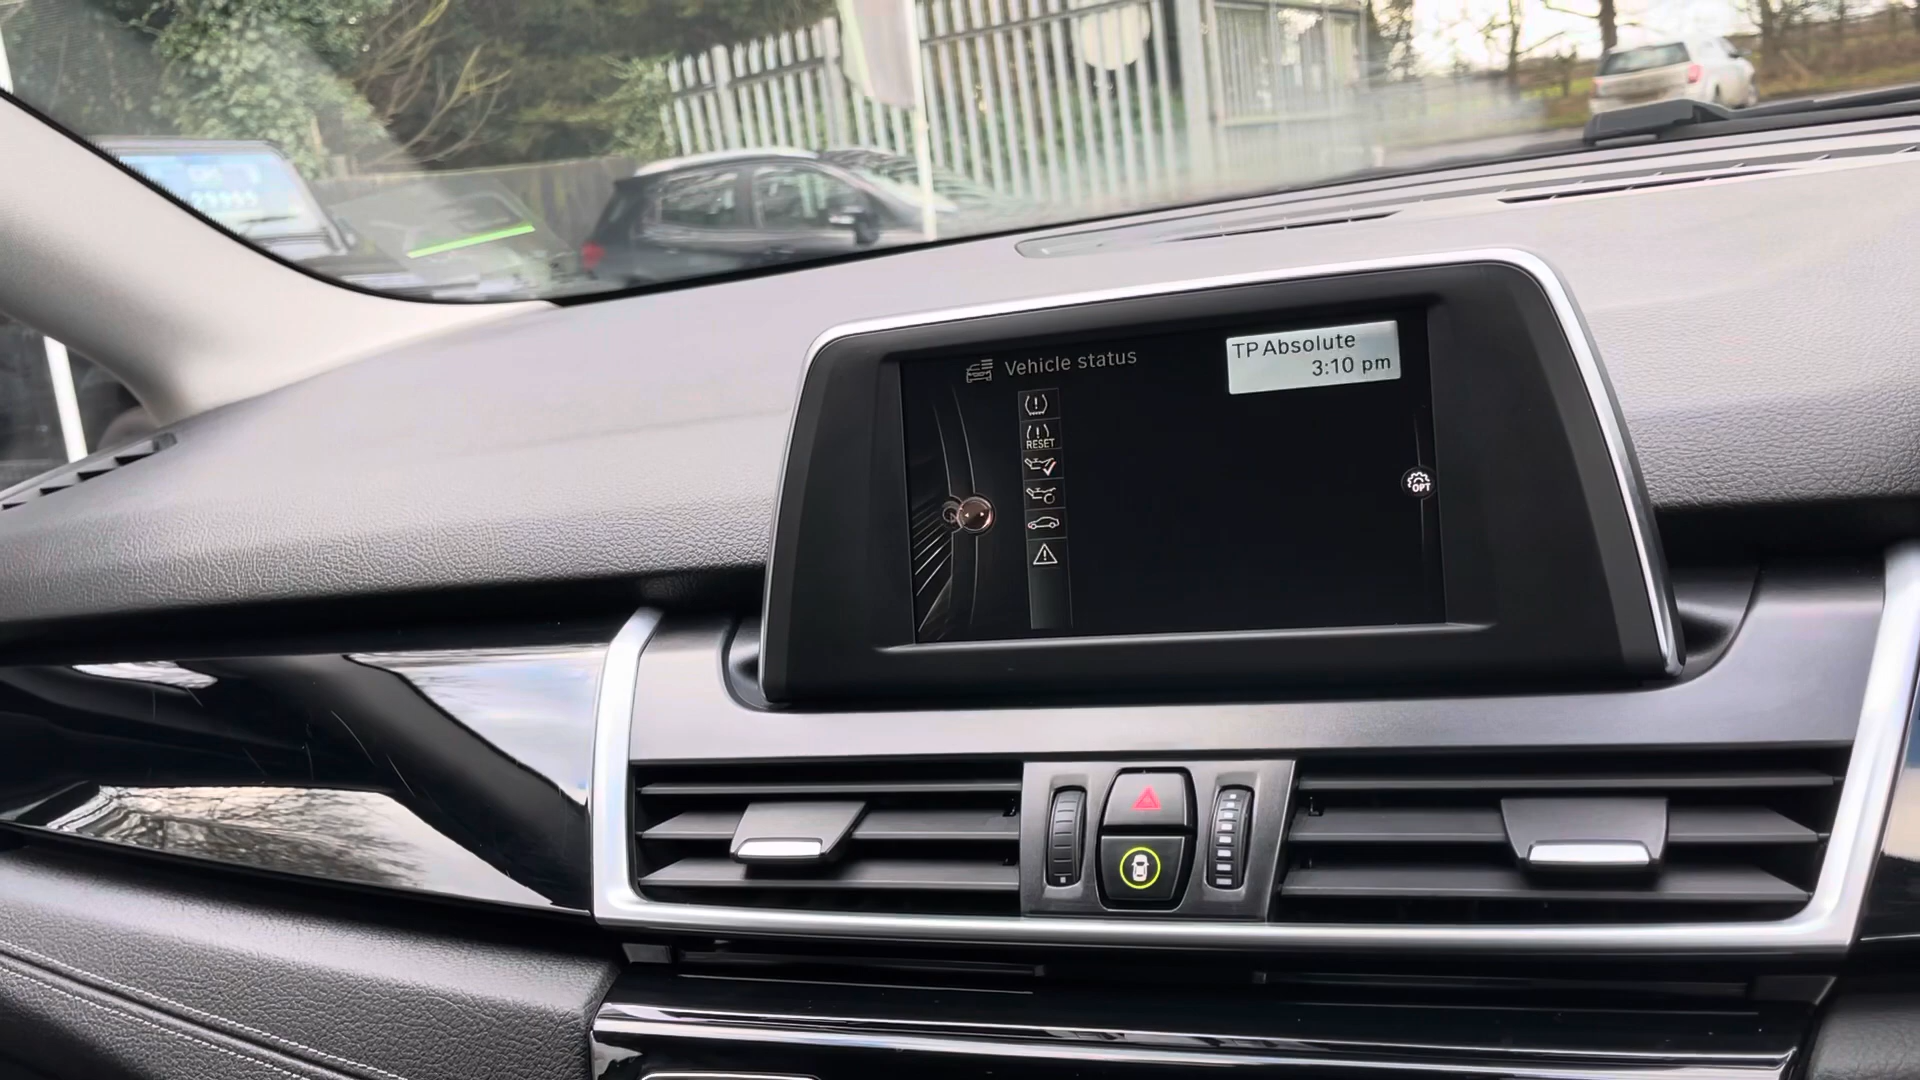 Vehicle status
TP Absolute
3:10 pm
RESET
OPT